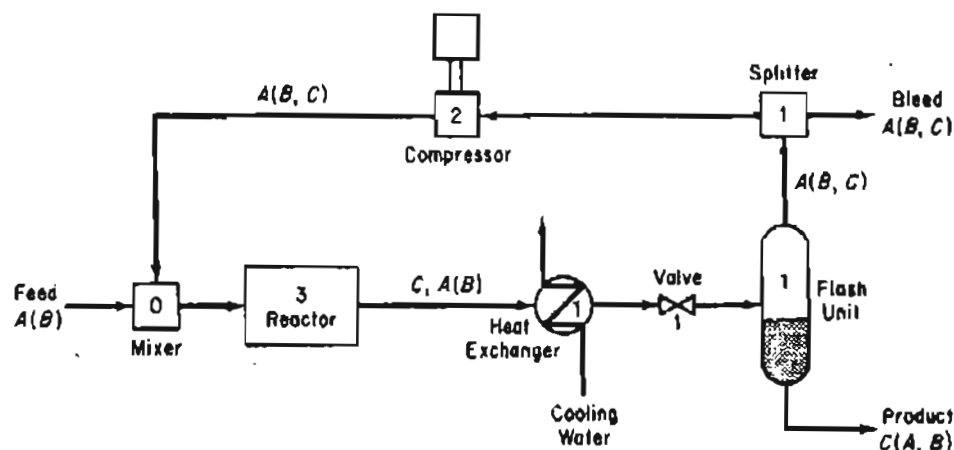 Splitter
A(B, C)
2
1
Bleed
A(B, C)
Compressor
A(B, C)
Feed
A(B)
0
Mixer
3
Reactor
C, A(B)
1
Heat
Exchanger
Valve
1
1
Flash
Unit
Cooling
Water
Product
C(A, B)